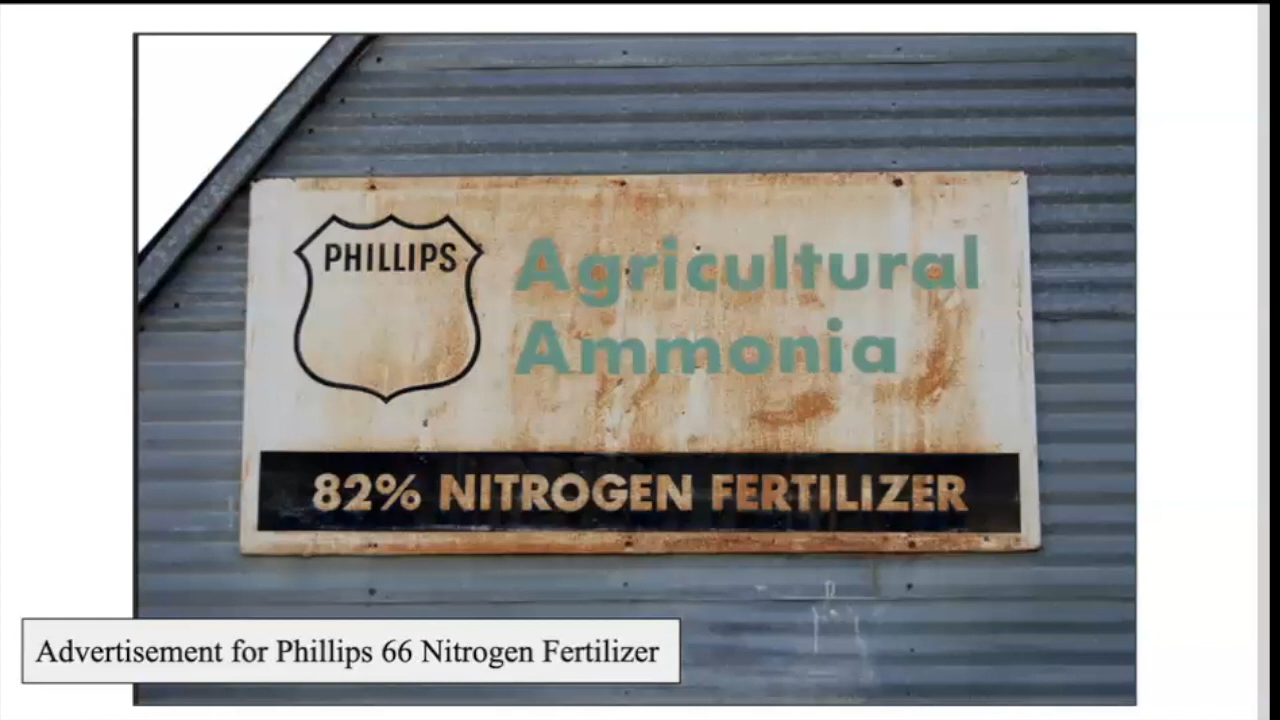 PHILLIPS
Agricultural
Ammonia
82% NITROGEN FERTILIZER
Advertisement for Phillips 66 Nitrogen Fertilizer